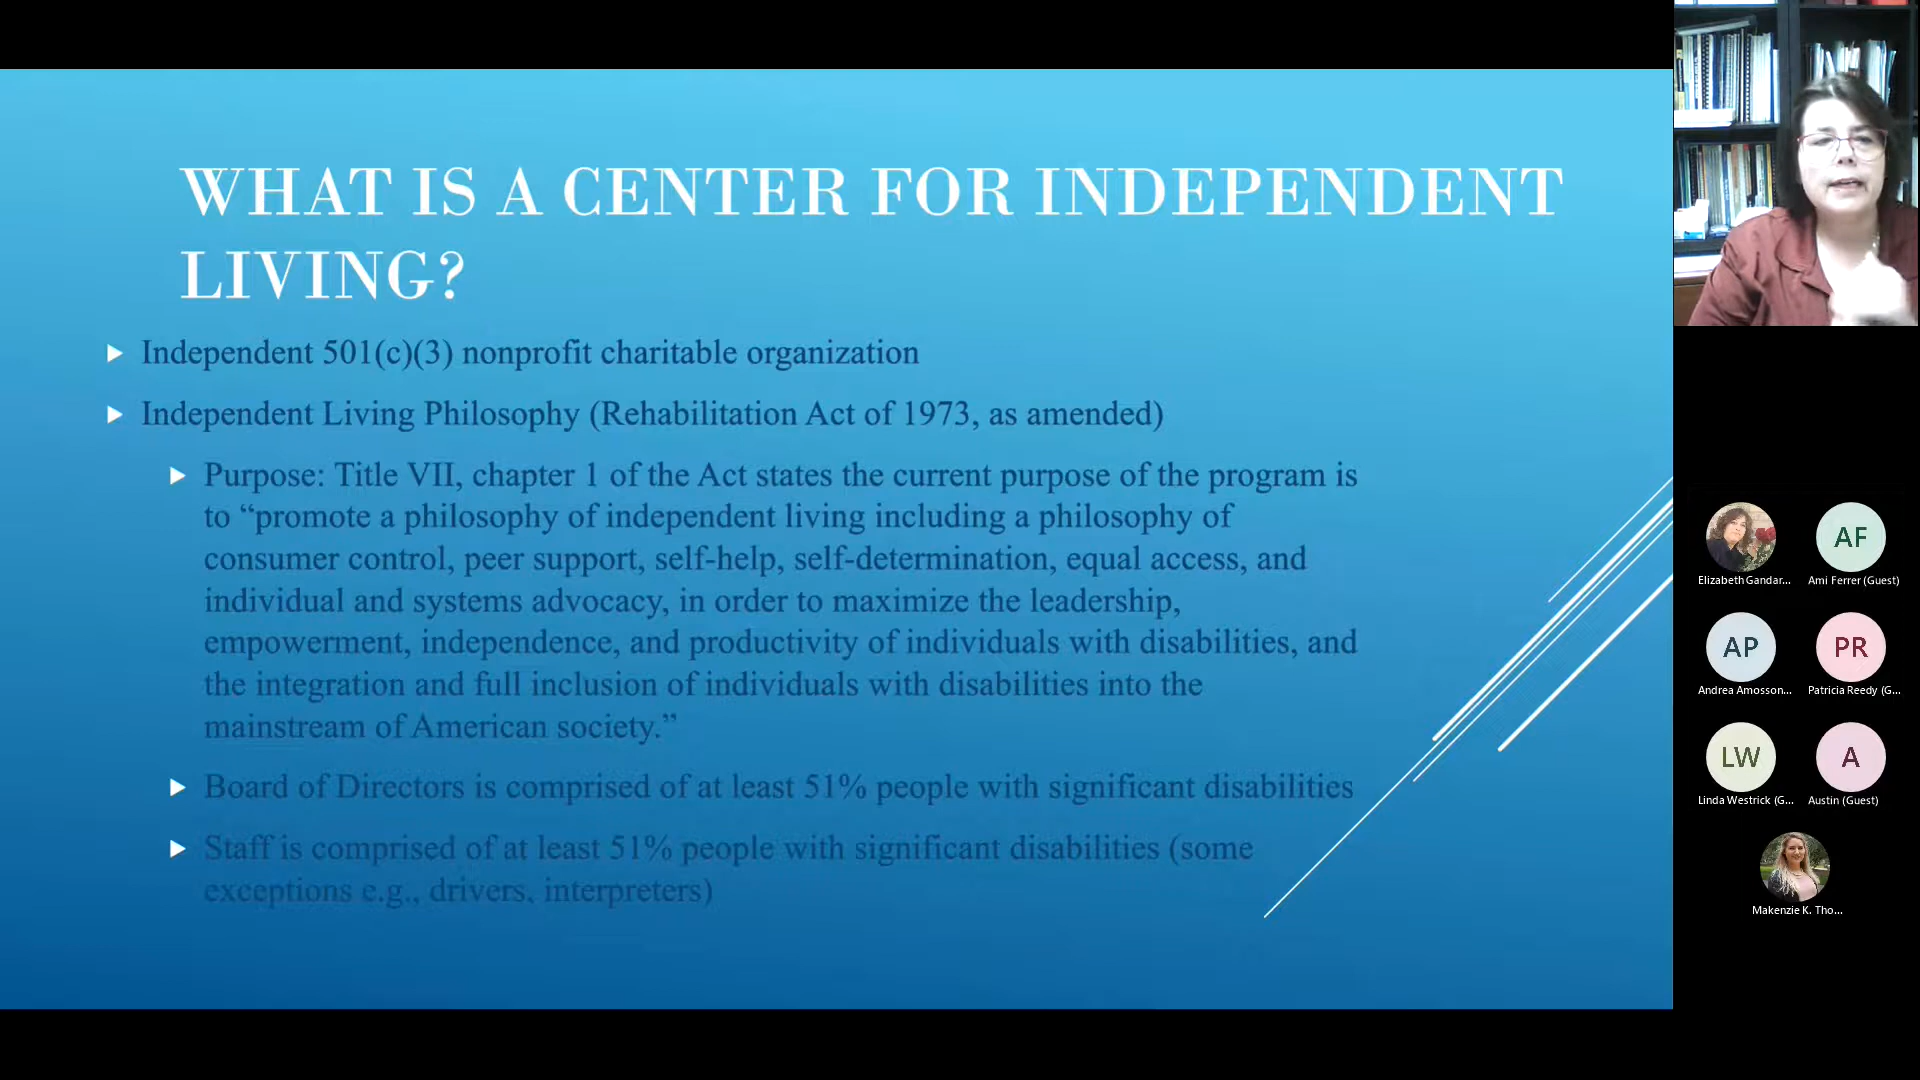 WHAT IS A CENTER FOR INDEPENDENT
LIVING?
Independent 501(c)(3) nonprofit charitable organization
Independent Living Philosophy (Rehabilitation Act of 1973, as amended)
Purpose: Title VII, chapter 1 of the Act states the current purpose of the program is
to “promote a philosophy of independent living including a philosophy of
consumer control, peer support, self-help, self-determination, equal access, and
individual and systems advocacy, in order to maximize the leadership,
empowerment, independence, and productivity of individuals with disabilities, and
the integration and full inclusion of individuals with disabilities into the
mainstream of American society.”
Board of Directors is comprised of at least 51% people with significant disabilities
Staff is comprised of at least 51% people with significant disabilities (some
exceptions e.g., drivers, interpreters)
AF
Elizabeth Gandar... Ami Ferrer (Guest)
AP PR
Andrea Amosson... Patricia Reedy (G...
LW A
Linda Westrick (G... Austin (Guest)
Makenzie K. Tho...